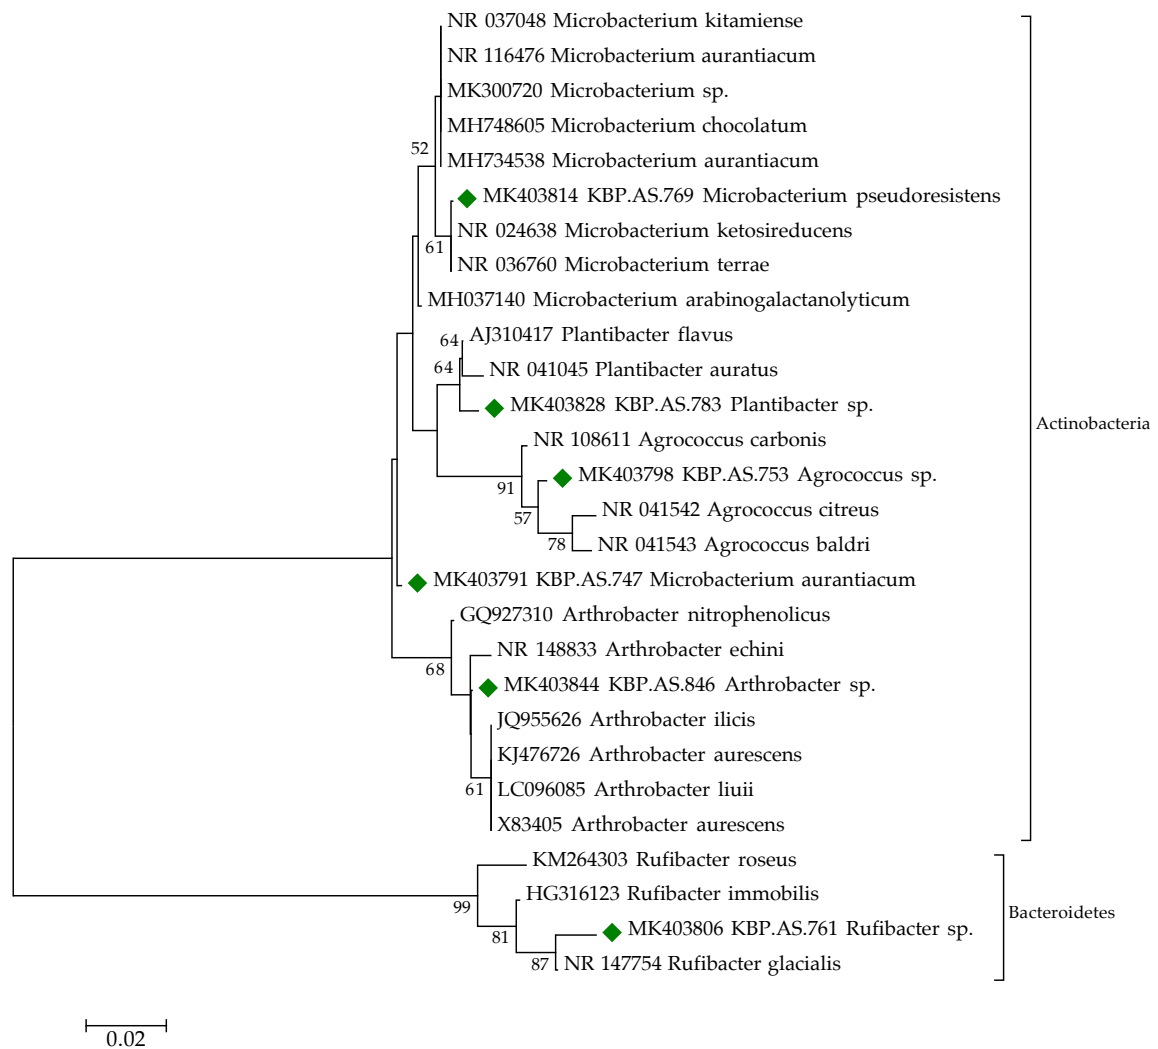 NR 037048 Microbacterium kitamiense
NR 116476 Microbacterium aurantiacum
MK300720 Microbacterium sp.
MH748605 Microbacterium chocolatum
52
MH734538 Microbacterium aurantiacum
MK403814 KBP.AS.769 Microbacterium pseudoresistens
NR 024638 Microbacterium ketosireducens
61
NR 036760 Microbacterium terrae
MH037140 Microbacterium arabinogalactanolyticum
64 AJ310417 Plantibacter flavus
64 NR 041045 Plantibacter auratus
MK403828 KBP.AS.783 Plantibacter sp.
Actinobacteria
NR 108611 Agrococcus carbonis
MK403798 KBP.AS.753 Agrococcus sp.
91
NR 041542 Agrococcus citreus
57
78 NR 041543 Agrococcus baldri
MK403791 KBP.AS.747 Microbacterium aurantiacum
GQ927310 Arthrobacter nitrophenolicus
NR 148833 Arthrobacter echini
68
MK403844 KBP.AS.846 Arthrobacter sp.
JQ955626 Arthrobacter ilicis
KJ476726 Arthrobacter aurescens
61 LC096085 Arthrobacter liuii
X83405 Arthrobacter aurescens
KM264303 Rufibacter roseus
HG316123 Rufibacter immobilis
99
Bacteroidetes
MK403806 KBP.AS.761 Rufibacter sp.
81
87 NR 147754 Rufibacter glacialis
0.02